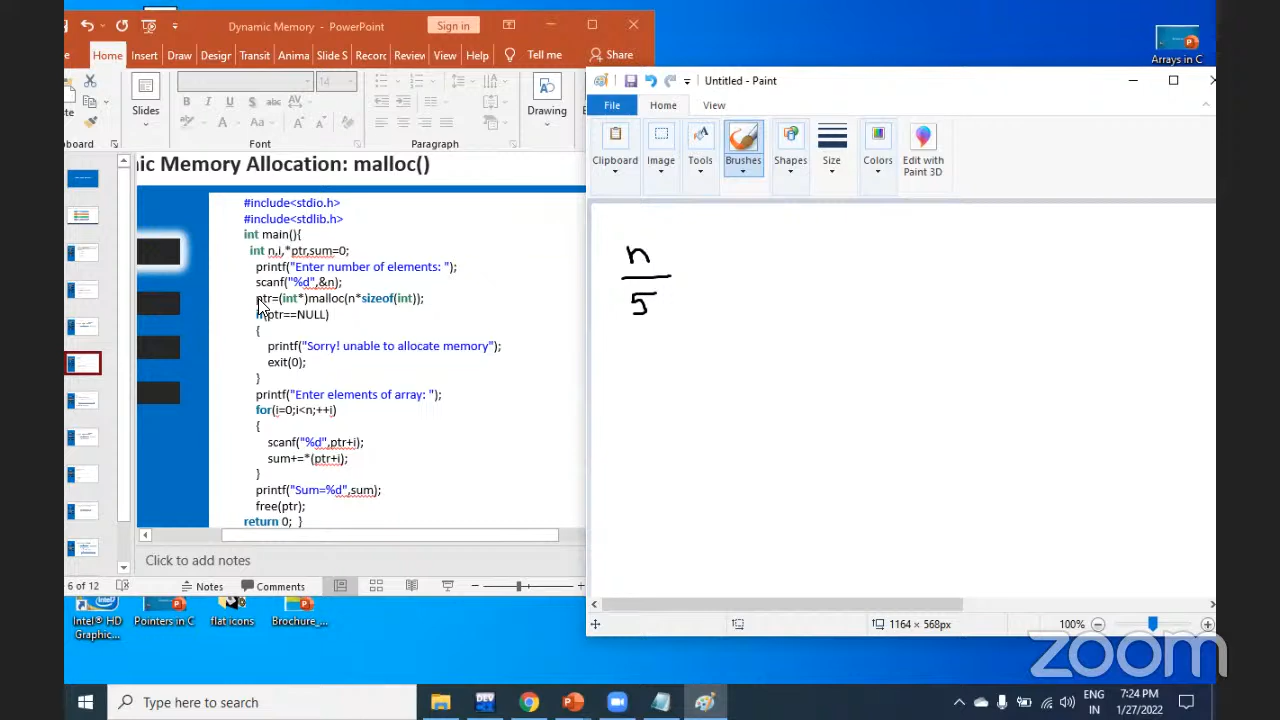 Dynamic Memory - PowerPoint
Sign in
Home Insert Draw Design Transit Anima Slide S Recorc Review View Help Tell me Share
Slides
14
Drawing
Font
Paragraph
ic Memory Allocation: malloc()
#include<stdio.h>
#include<stdlib.h>
int main(){
int n,i,*ptr,sum=0;
printf("Enter number of elements: ");
scanf("%d",&n);
ptr=(int*)malloc(n*sizeof(int));
(ptr==NULL)
{
printf("Sorry! unable to allocate memory");
exit(0);
}
printf("Enter elements of array: ");
for(i=0;i<n;++i)
{
scanf("%d",ptr+i);
sum+=*(ptr+i);
}
printf("Sum=%d",sum);
free(ptr);
return 0; }
Click to add notes
6 of 12
Notes
Comments
Untitled - Paint
File Home View
Clipboard Image Tools Brushes Shapes Size Colors Edit with
Paint 3D
n
5
1164 × 568px
100%
Arrays in C
Intel® HD
Graphic...
Pointers in C
flat icons
Brochure_...
zoom
Type here to search
DEV
ENG
IN
7:24 PM
1/27/2022